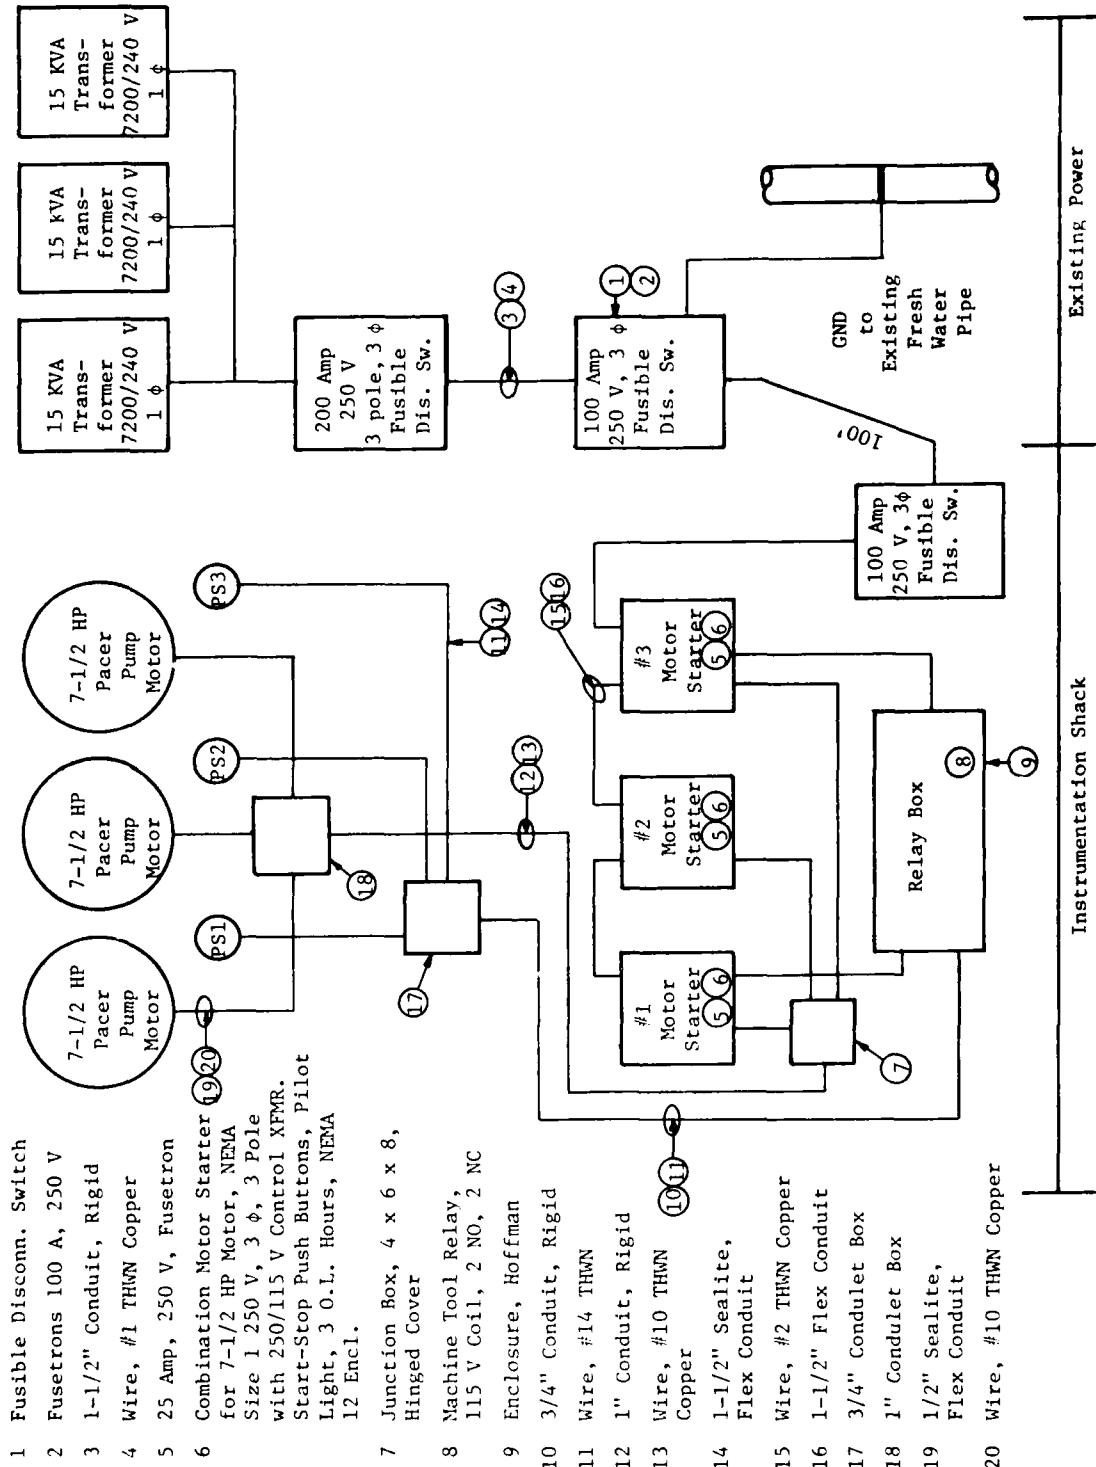 15 KVA
Trans-
former
7200/240 V
1 ϕ
15 KVA
Trans-
former
7200/240 V
1 ϕ
15 KVA
Trans-
former
7200/240 V
1 ϕ
200 Amp
250 V
3 pole, 3 ϕ
Fusible
Dis. Sw.
3 4
100 Amp
250 V, 3 ϕ
Fusible
Dis. Sw.
1
2
GND
to
Existing
Fresh
Water
Pipe
100'
100 Amp
250 V, 3ϕ
Fusible
Dis. Sw.
Existing Power
7-1/2 HP
Pacer
Pump
Motor
7-1/2 HP
Pacer
Pump
Motor
7-1/2 HP
Pacer
Pump
Motor
PS1
PS2
PS3
19 20
18
17
11 14
12 13
15 16
#1
Motor
Starter
5 6
#2
Motor
Starter
5 6
#3
Motor
Starter
5 6
7
Relay Box
8
9
10 11
Instrumentation Shack
1 Fusible Disconn. Switch
2 Fusetrons 100 A, 250 V
3 1-1/2" Conduit, Rigid
4 Wire, #1 THWN Copper
5 25 Amp, 250 V, Fusetron
6 Combination Motor Starter
for 7-1/2 HP Motor, NEMA
Size 1 250 V, 3 ϕ, 3 Pole
with 250/115 V Control XFMR.
Start-Stop Push Buttons, Pilot
Light, 3 O.L. Hours, NEMA
12 Encl.
7 Junction Box, 4 x 6 x 8,
Hinged Cover
8 Machine Tool Relay,
115 V Coil, 2 NO, 2 NC
9 Enclosure, Hoffman
10 3/4" Conduit, Rigid
11 Wire, #14 THWN
12 1" Conduit, Rigid
13 Wire, #10 THWN
Copper
14 1-1/2" Sealite,
Flex Conduit
15 Wire, #2 THWN Copper
16 1-1/2" Flex Conduit
17 3/4" Condulet Box
18 1" Condulet Box
19 1/2" Sealite,
Flex Conduit
20 Wire, #10 THWN Copper